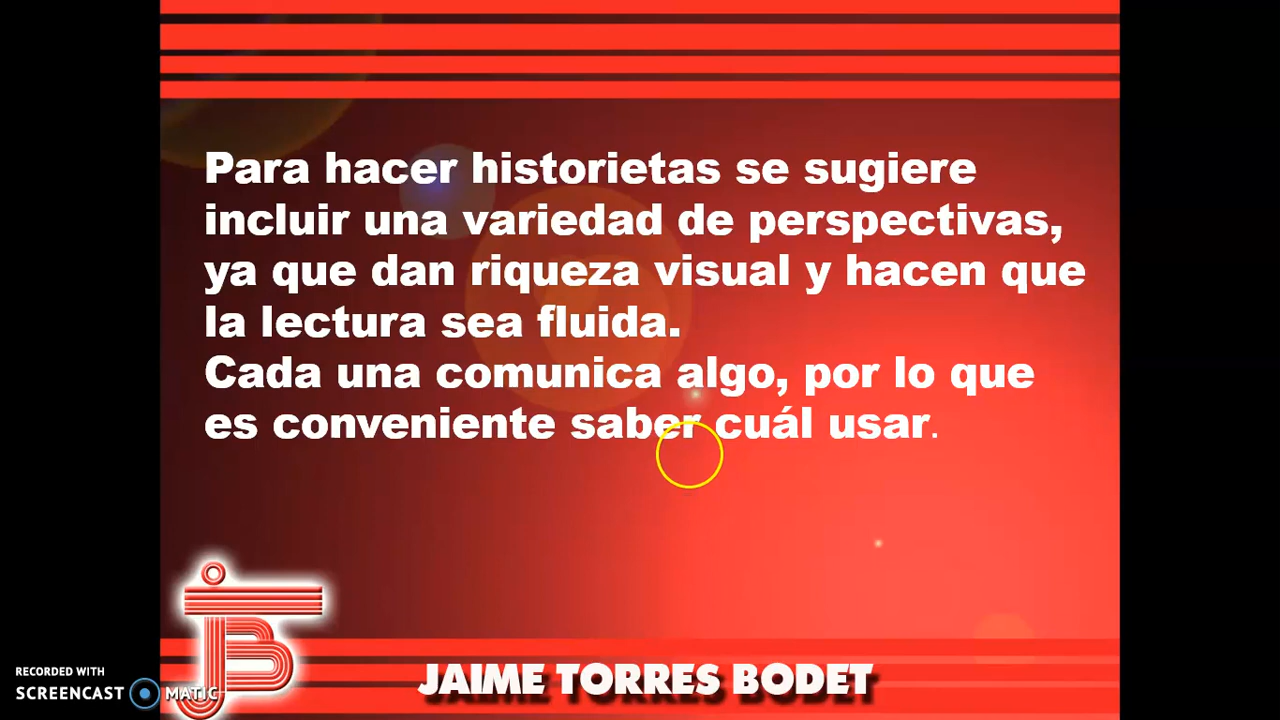 Para hacer historietas se sugiere
incluir una variedad de perspectivas,
ya que dan riqueza visual y hacen que
la lectura sea fluida.
Cada una comunica algo, por lo que
es conveniente saber cuál usar.
JTB
JAIME TORRES BODET
RECORDED WITH
SCREENCAST MATIC